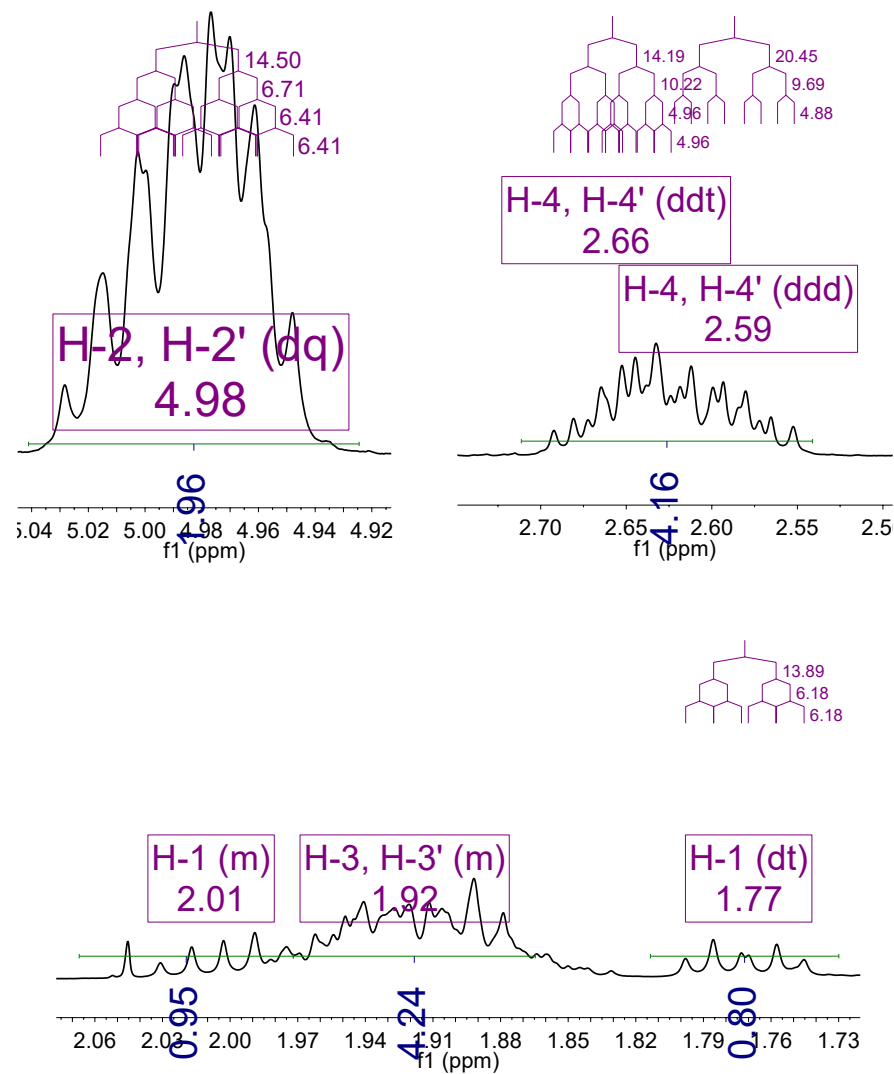 14.50
6.71
6.41
6.41
H-2, H-2' (dq)
4.98
1.96
5.04 5.02 5.00 4.98 4.96 4.94 4.92
f1 (ppm)
14.19
10.22
4.96
4.96
20.45
9.69
4.88
H-4, H-4' (ddt)
2.66
H-4, H-4' (ddd)
2.59
4.16
2.70 2.65 2.60 2.55
f1 (ppm)
13.89
6.18
6.18
H-1 (m)
2.01
H-3, H-3' (m)
1.92
H-1 (dt)
1.77
0.95
4.24
0.80
2.06 2.03 2.00 1.97 1.94 1.91 1.88 1.85 1.82 1.79 1.76 1.73
f1 (ppm)